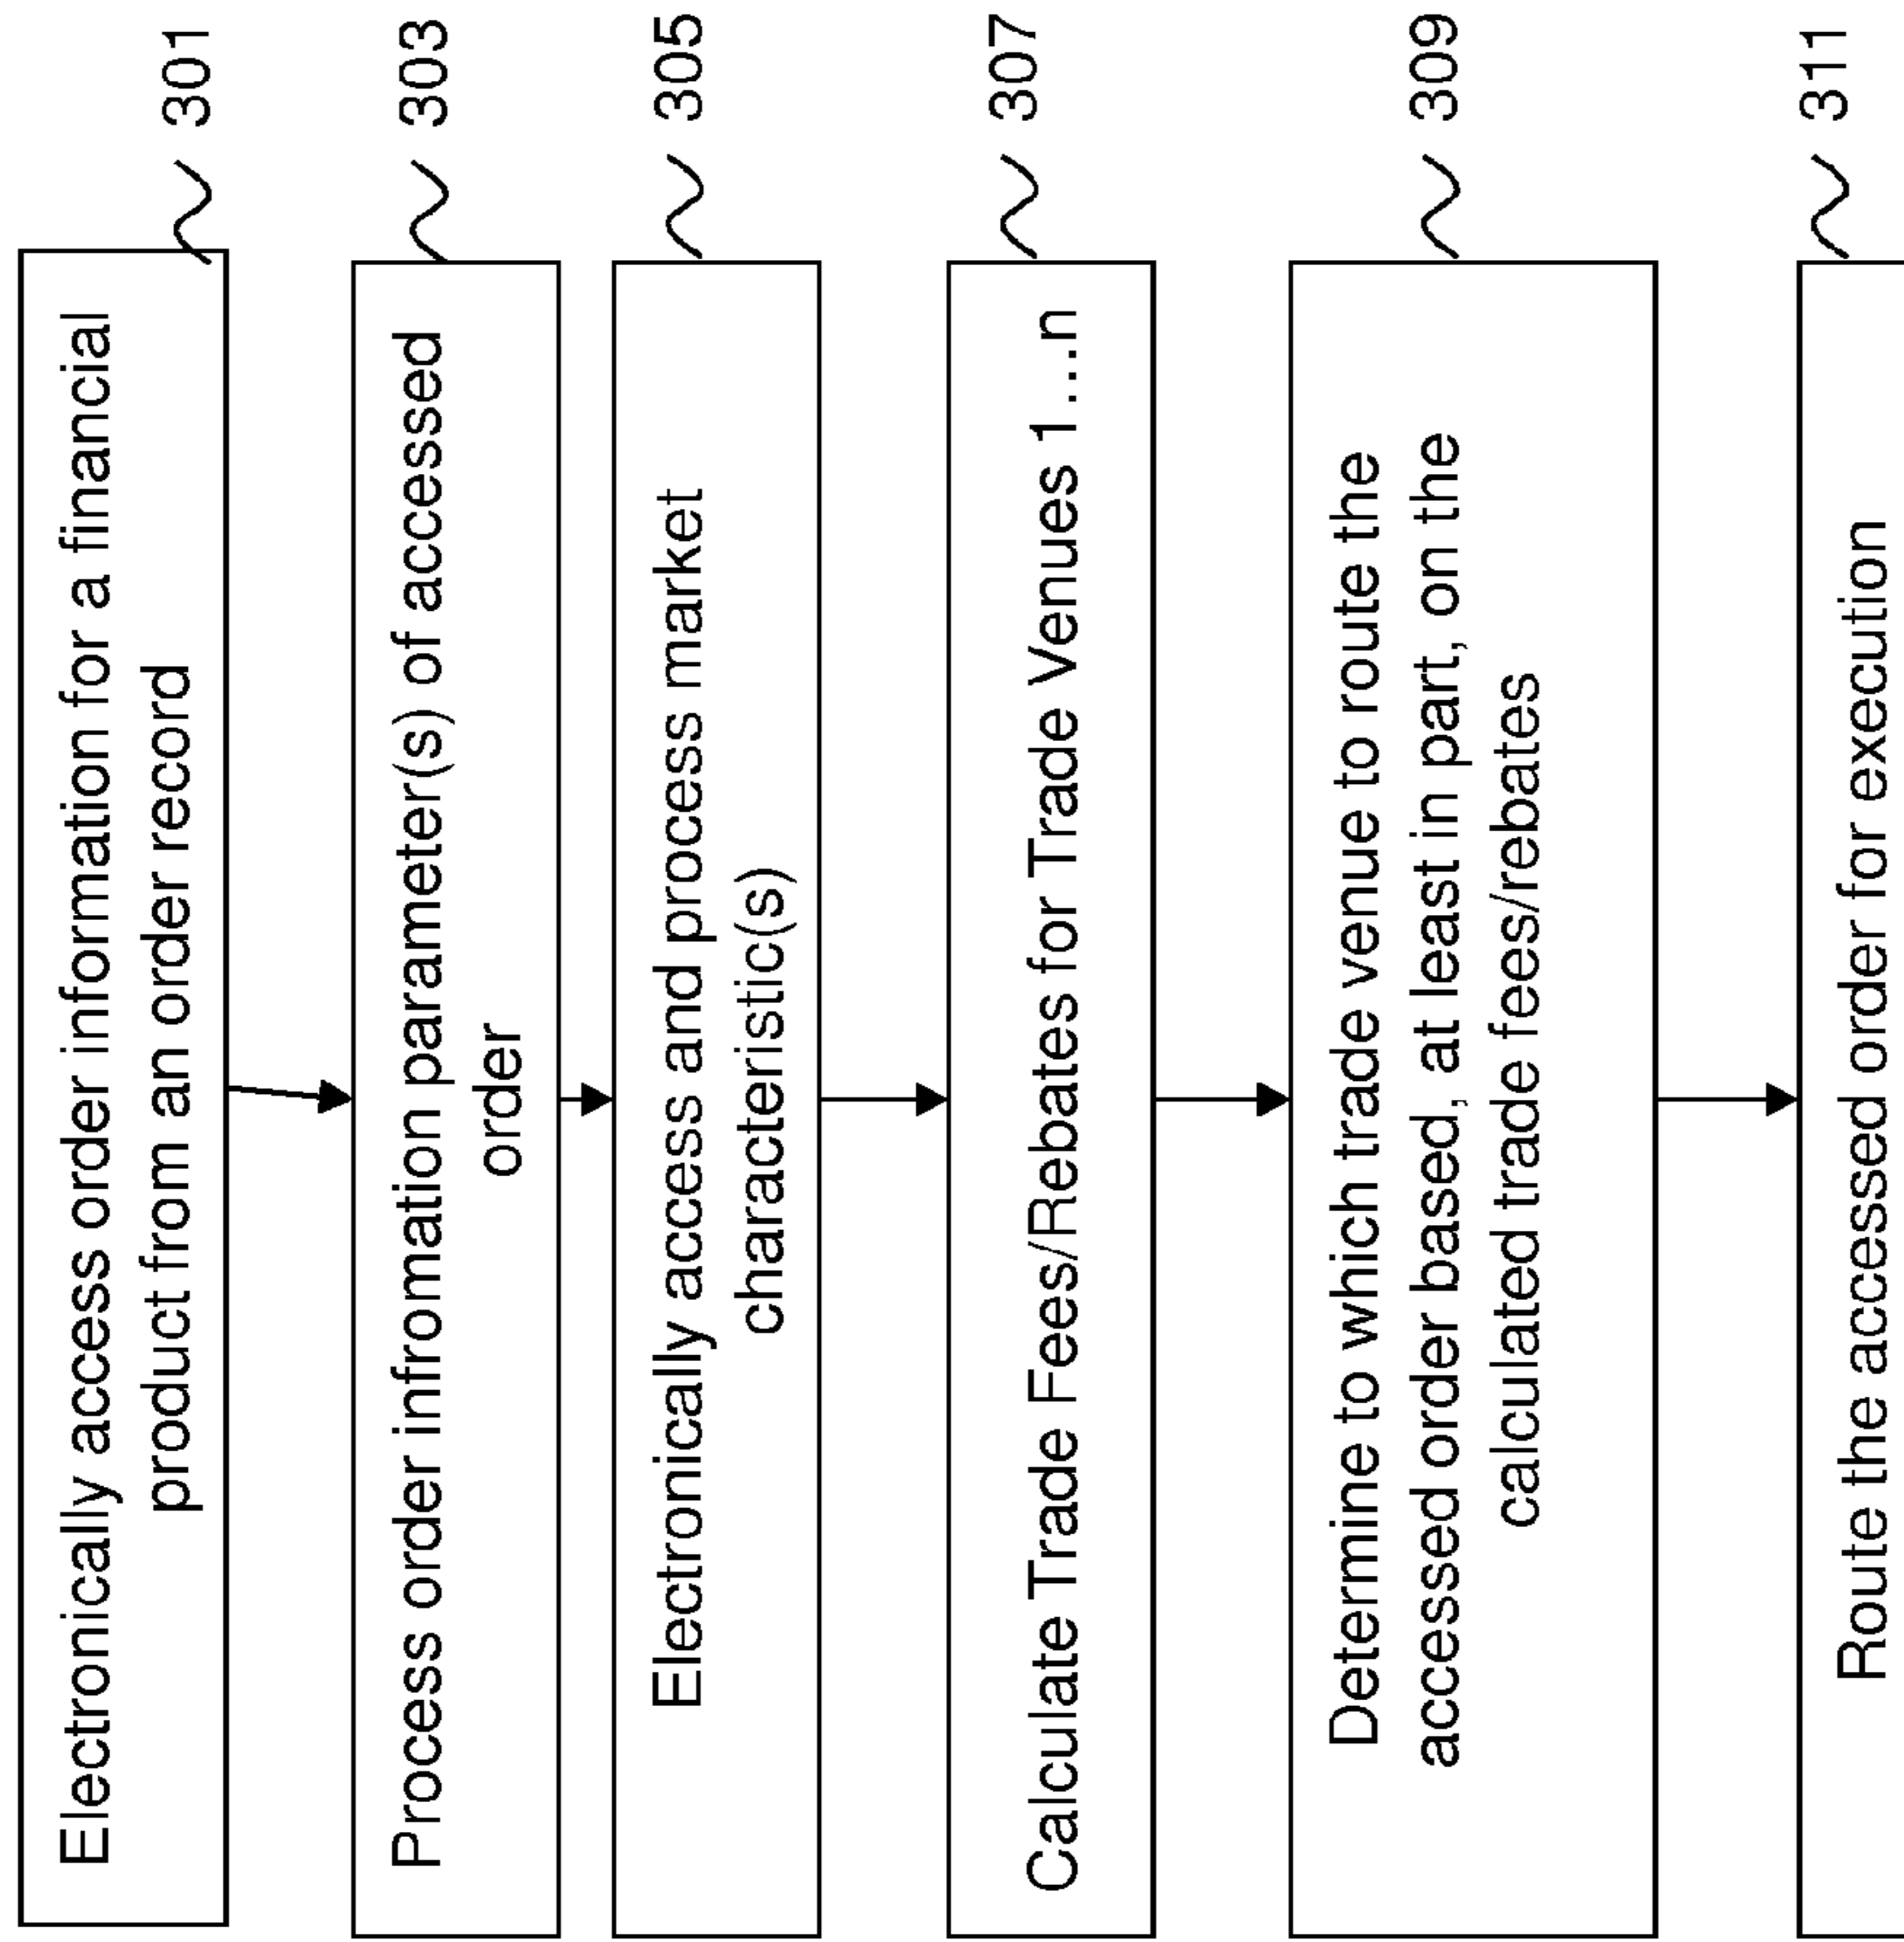 Electronically access order information for a financial
product from an order record
301
Process order infromation parameter(s) of accessed
order
303
Electronically access and process market
characteristic(s)
305
Calculate Trade Fees/Rebates for Trade Venues 1...n
307
Determine to which trade venue to route the
accessed order based, at least in part, on the
calculated trade fees/rebates
309
Route the accessed order for execution
311